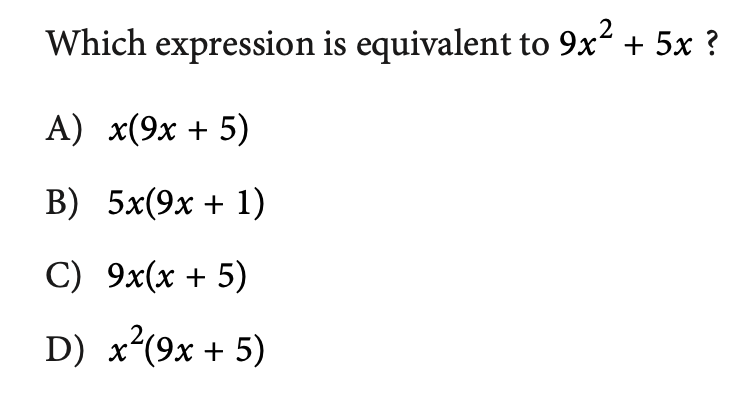 Which expression is equivalent to 9x² + 5x ?
A) x(9x + 5)
B) 5x(9x + 1)
C) 9x(x + 5)
D) x²(9x + 5)